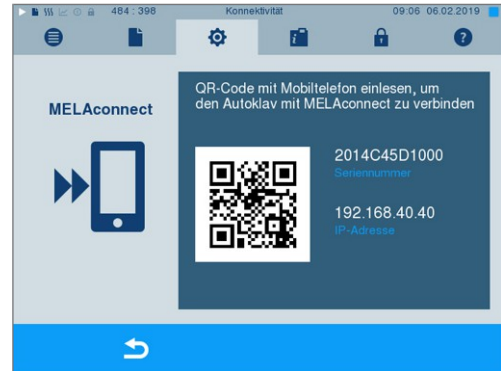 484 : 398 Konnektivität 09:06 06.02.2019
MELAconnect
QR-Code mit Mobiltelefon einlesen, um
den Autoklav mit MELAconnect zu verbinden
2014C45D1000
Seriennummer
192.168.40.40
IP-Adresse